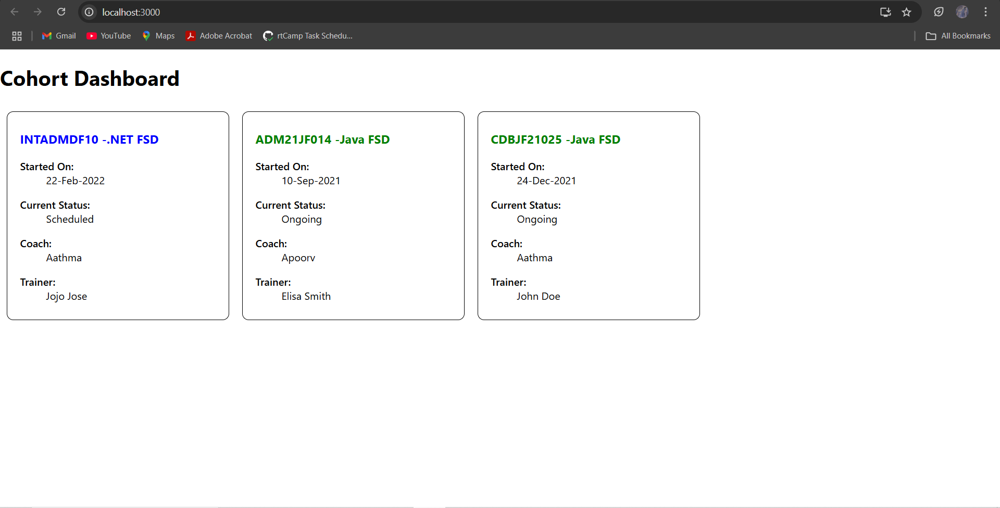 localhost:3000
Gmail YouTube Maps Adobe Acrobat rtCamp Task Schedu... All Bookmarks
Cohort Dashboard
INTADMDF10 -.NET FSD
Started On:
22-Feb-2022
Current Status:
Scheduled
Coach:
Aathma
Trainer:
Jojo Jose
ADM21JF014 -Java FSD
Started On:
10-Sep-2021
Current Status:
Ongoing
Coach:
Apoorv
Trainer:
Elisa Smith
CDBJF21025 -Java FSD
Started On:
24-Dec-2021
Current Status:
Ongoing
Coach:
Aathma
Trainer:
John Doe